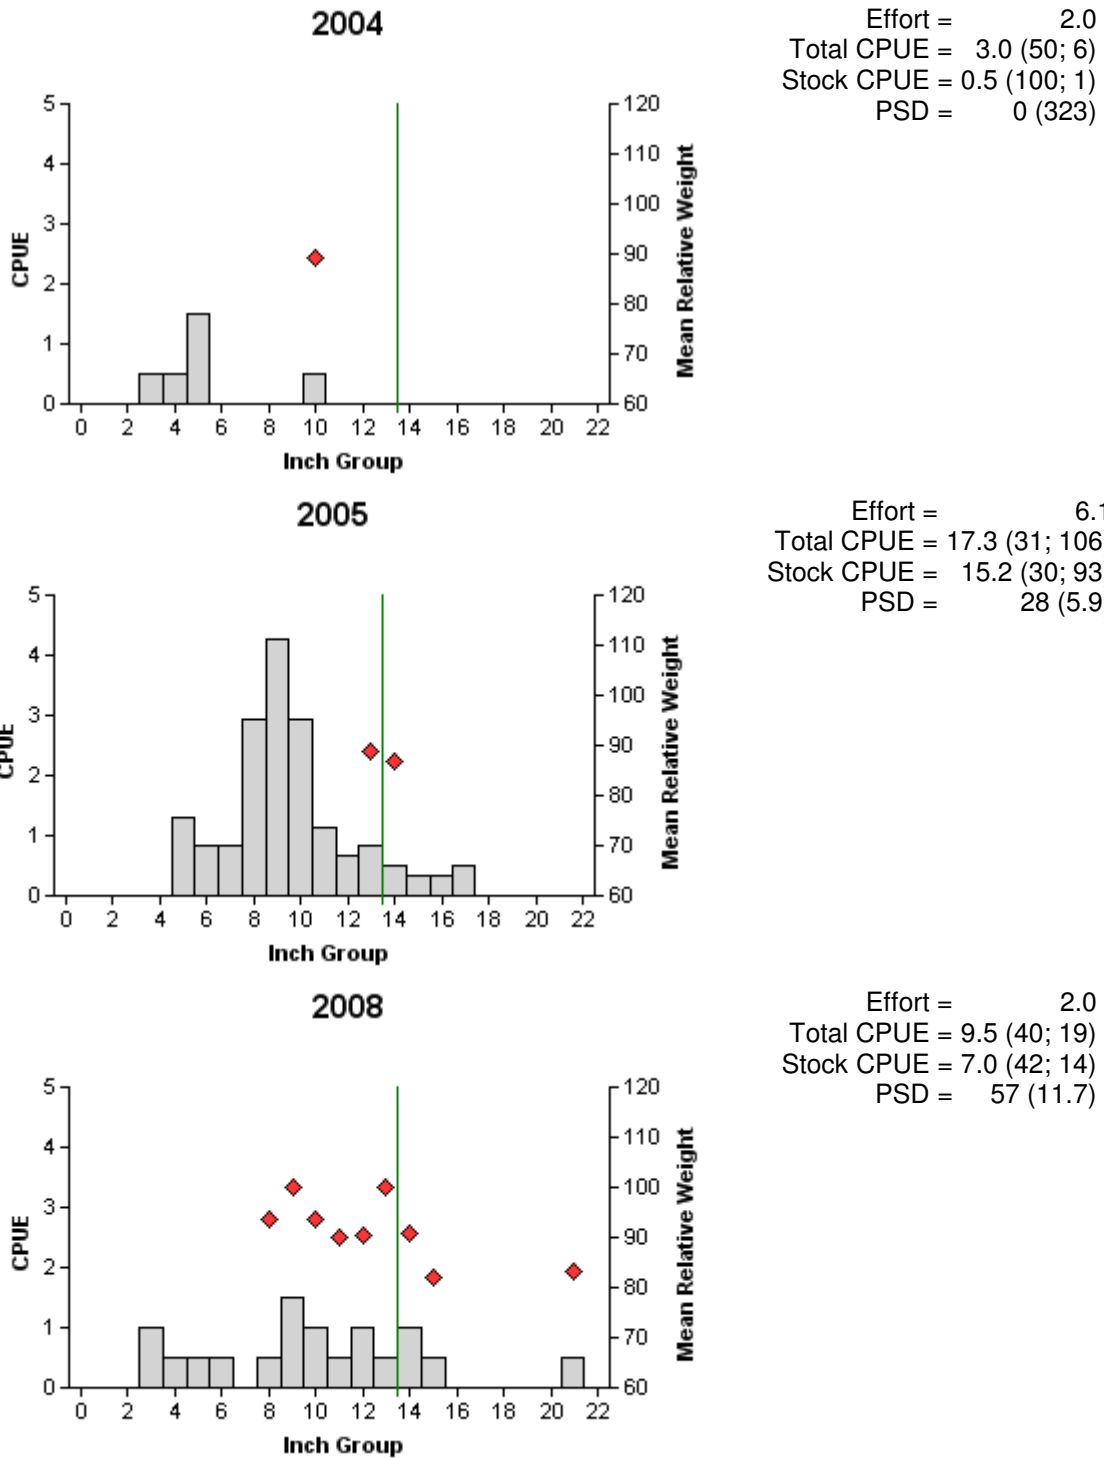 2004
Effort = 2.0
Total CPUE = 3.0 (50; 6)
Stock CPUE = 0.5 (100; 1)
PSD = 0 (323)
5
4
3
2
1
0
CPUE
120
110
100
90
80
70
60
Mean Relative Weight
0 2 4 6 8 10 12 14 16 18 20 22
Inch Group
2005
Effort = 6.1
Total CPUE = 17.3 (31; 106
Stock CPUE = 15.2 (30; 93
PSD = 28 (5.9
5
4
3
2
1
0
CPUE
120
110
100
90
80
70
60
Mean Relative Weight
0 2 4 6 8 10 12 14 16 18 20 22
Inch Group
2008
Effort = 2.0
Total CPUE = 9.5 (40; 19)
Stock CPUE = 7.0 (42; 14)
PSD = 57 (11.7)
5
4
3
2
1
0
CPUE
120
110
100
90
80
70
60
Mean Relative Weight
0 2 4 6 8 10 12 14 16 18 20 22
Inch Group